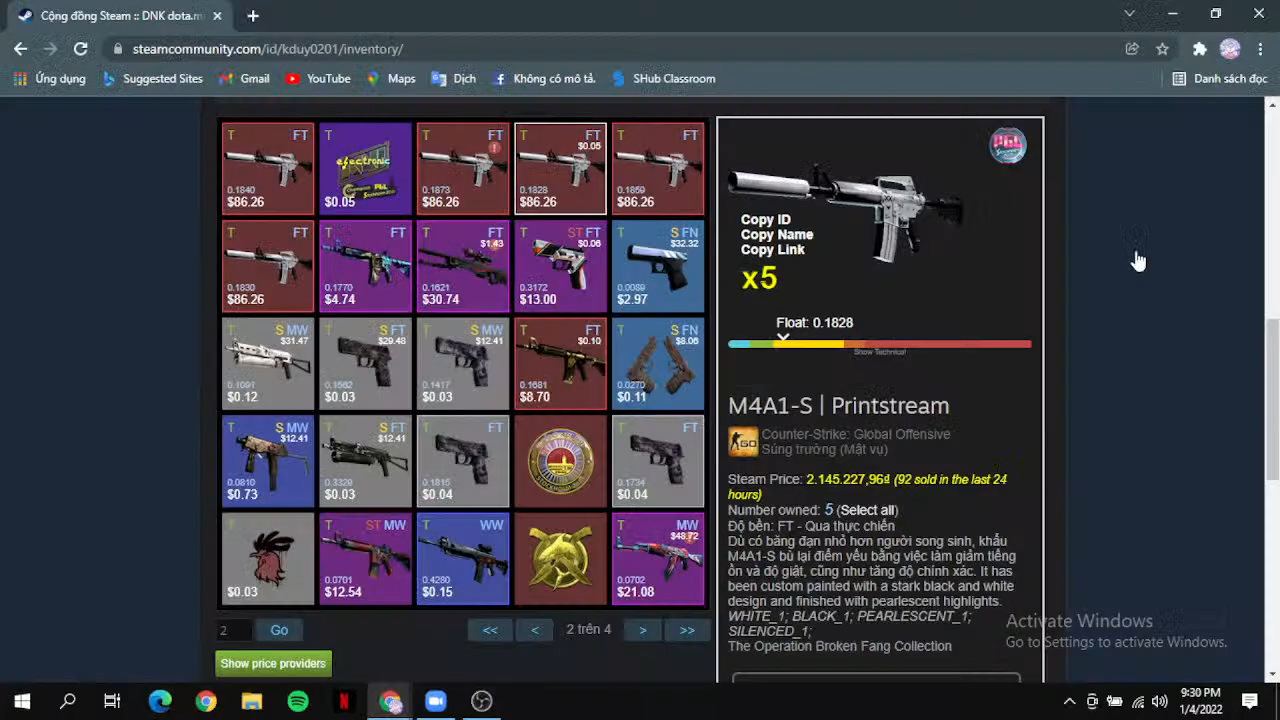 Cộng đồng Steam :: DNK dota.m
steamcommunity.com/id/kduy0201/inventory/
Ứng dụng
Suggested Sites
Gmail
YouTube
Maps
Dịch
Không có mô tả.
SHub Classroom
Danh sách đọc
T FT
0.1840
$86.26
T
efectronic
$0.05
T FT
0.1873
$86.26
T FT
$0.05
0.1828
$86.26
T FT
0.1859
$86.26
T FT
0.1830
$86.26
T FT
0.1770
$4.74
T FT
$1.43
0.1621
$30.74
T ST FT
$0.06
0.3172
$13.00
T S FN
$32.32
0.0089
$2.97
T S MW
$31.47
0.1091
$0.12
T S FT
$29.48
0.1562
$0.03
T S MW
$12.41
0.1417
$0.03
T FT
$0.10
0.1681
$8.70
T S FN
$8.06
0.0270
$0.11
T S MW
$12.41
0.0810
$0.73
T S FT
$12.41
0.3329
$0.03
T FT
0.1815
$0.04
T FT
0.1734
$0.04
T
$0.03
T ST MW
0.0701
$12.54
T WW
0.4280
$0.15
T MW
$48.72
0.0702
$21.08
2
Go
<<
<
2 trên 4
>
>>
Show price providers
Copy ID
Copy Name
Copy Link
x5
Float: 0.1828
Show Technical
M4A1-S | Printstream
GO
Counter-Strike: Global Offensive
Súng trường (Mật vụ)
Steam Price: 2.145.227,96₫ (92 sold in the last 24
hours)
Number owned: 5 (Select all)
Độ bền: FT - Qua thực chiến
Dù có băng đạn nhỏ hơn người song sinh, khẩu
M4A1-S bù lại điểm yếu bằng việc làm giảm tiếng
ồn và độ giật, cũng như tăng độ chính xác. It has
been custom painted with a stark black and white
design and finished with pearlescent highlights.
WHITE_1; BLACK_1; PEARLESCENT_1;
SILENCED_1;
The Operation Broken Fang Collection
Activate Windows
Go to Settings to activate Windows.
9:30 PM
1/4/2022